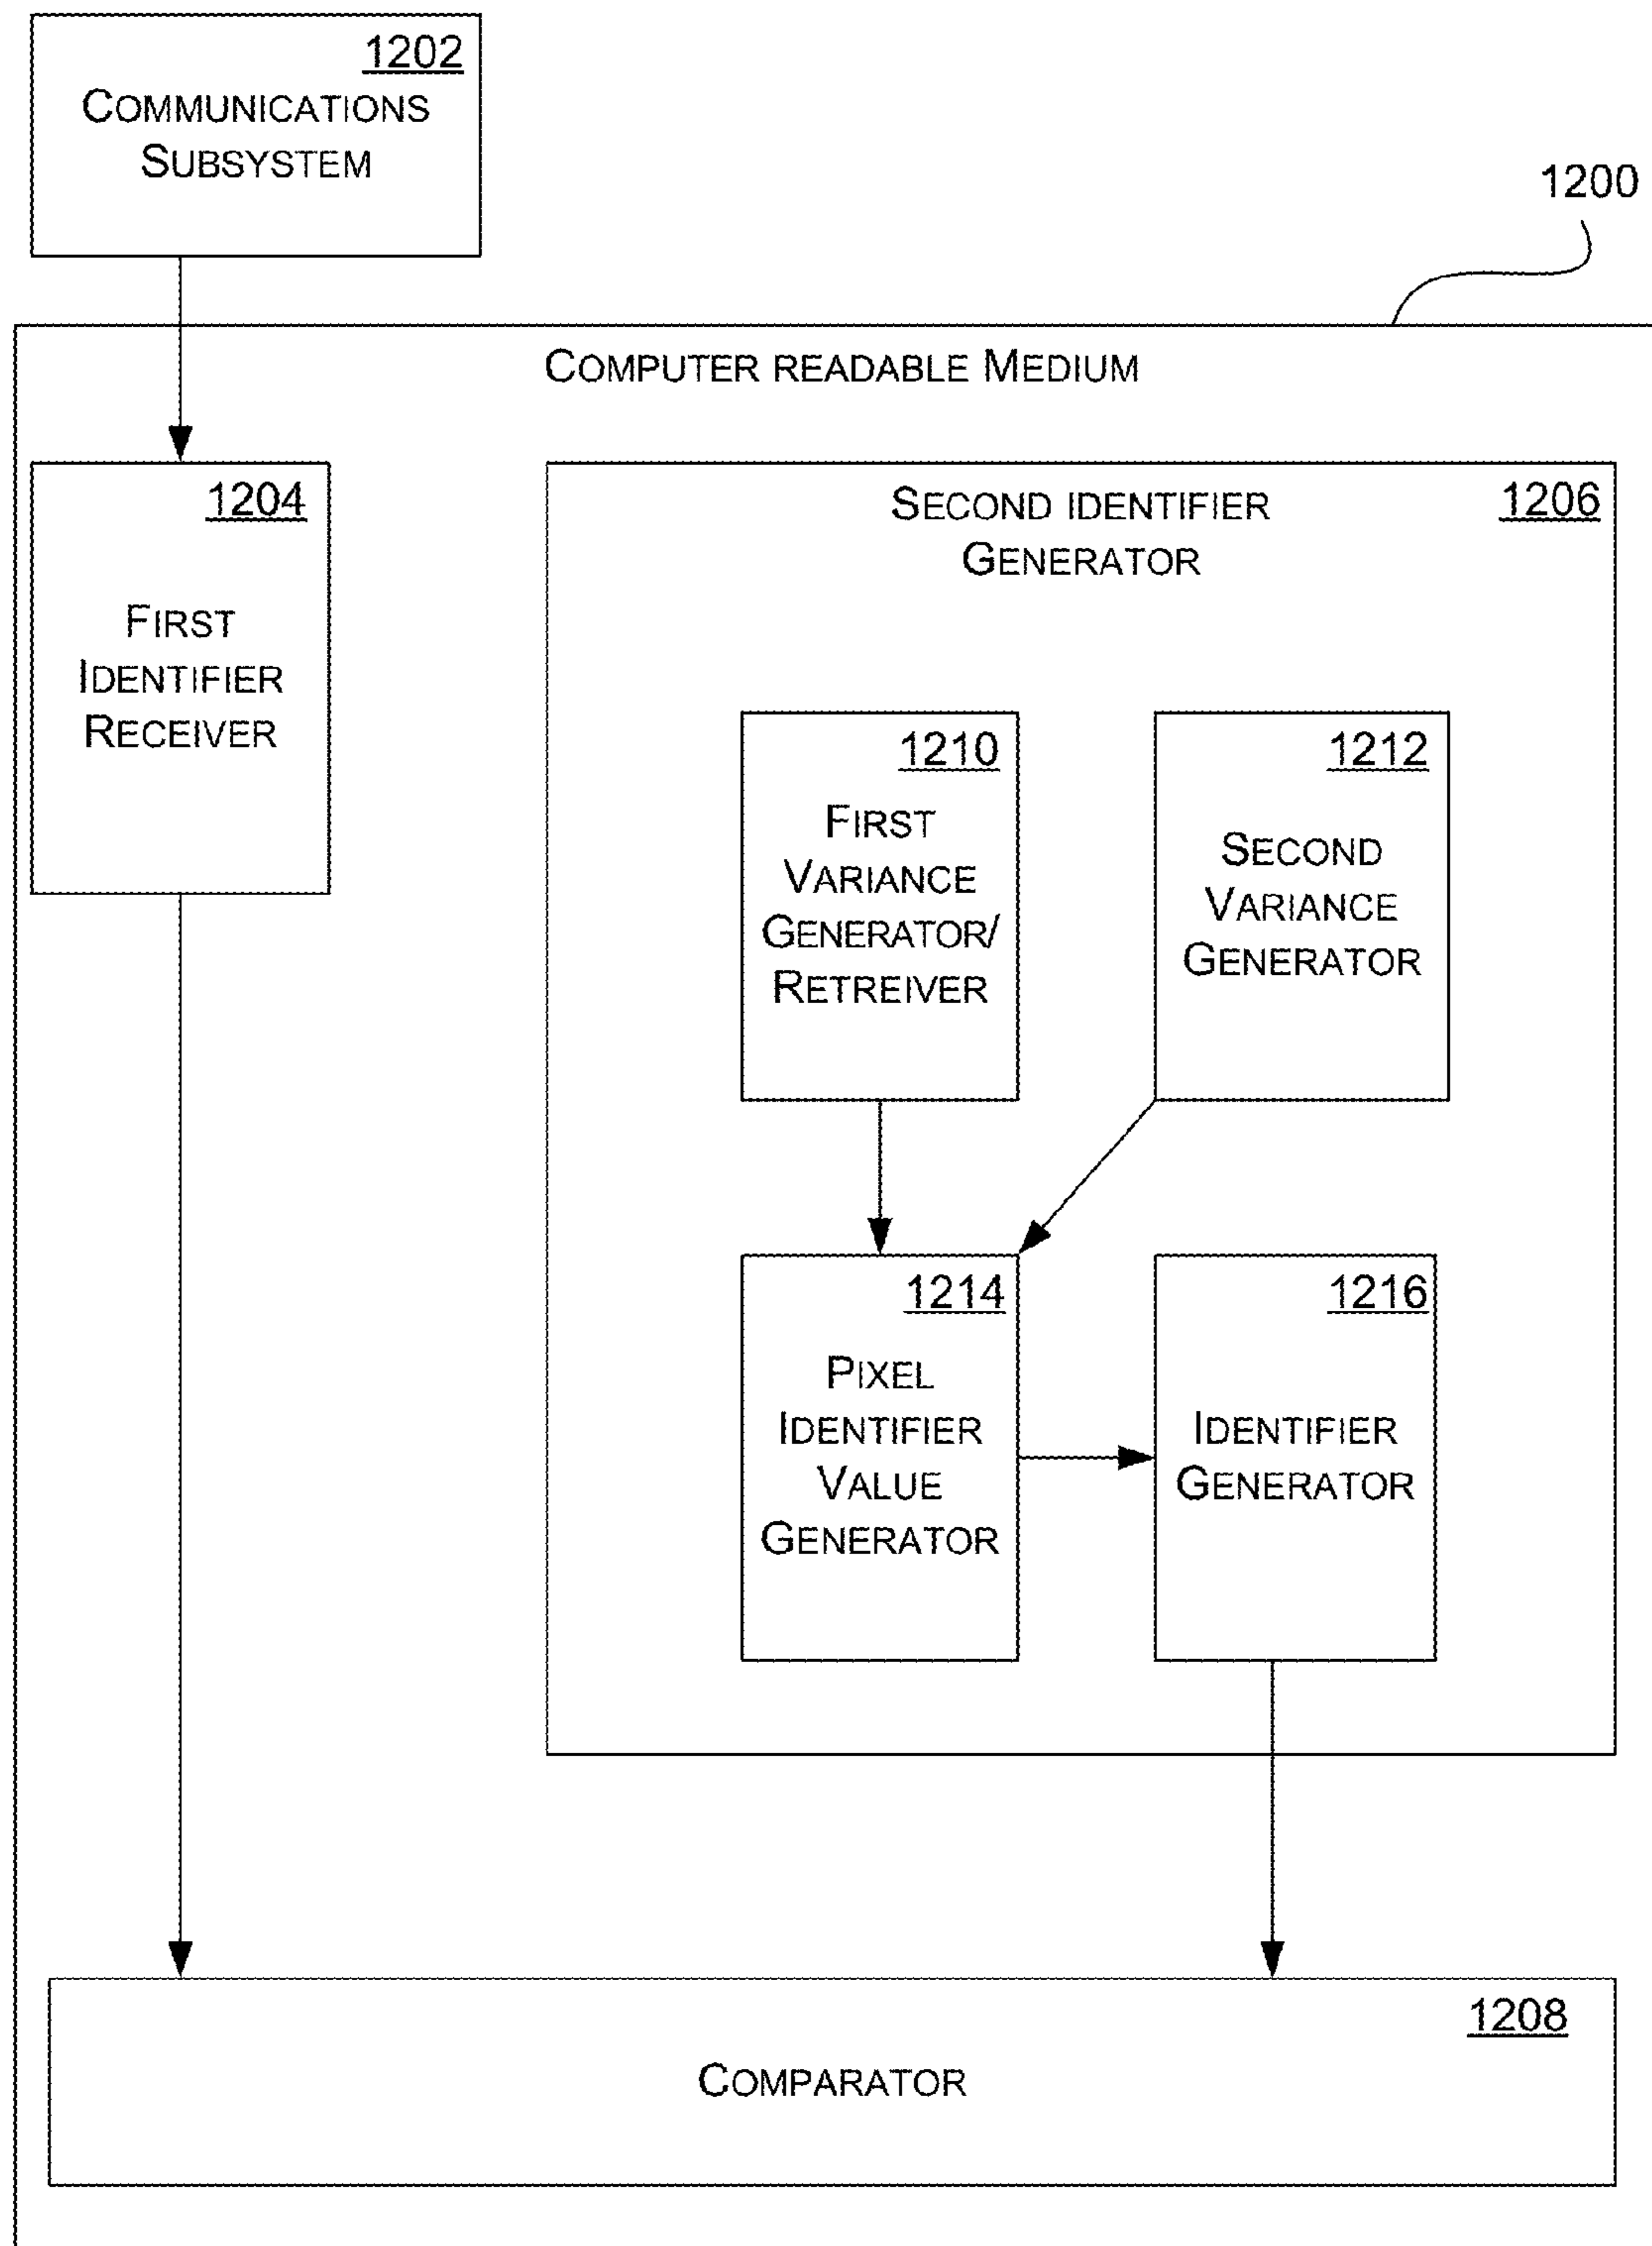 1202
COMMUNICATIONS
SUBSYSTEM
1200
COMPUTER READABLE MEDIUM
1204
FIRST
IDENTIFIER
RECEIVER
1206
SECOND IDENTIFIER
GENERATOR
1210
FIRST
VARIANCE
GENERATOR/
RETREIVER
1212
SECOND
VARIANCE
GENERATOR
1214
PIXEL
IDENTIFIER
VALUE
GENERATOR
1216
IDENTIFIER
GENERATOR
1208
COMPARATOR